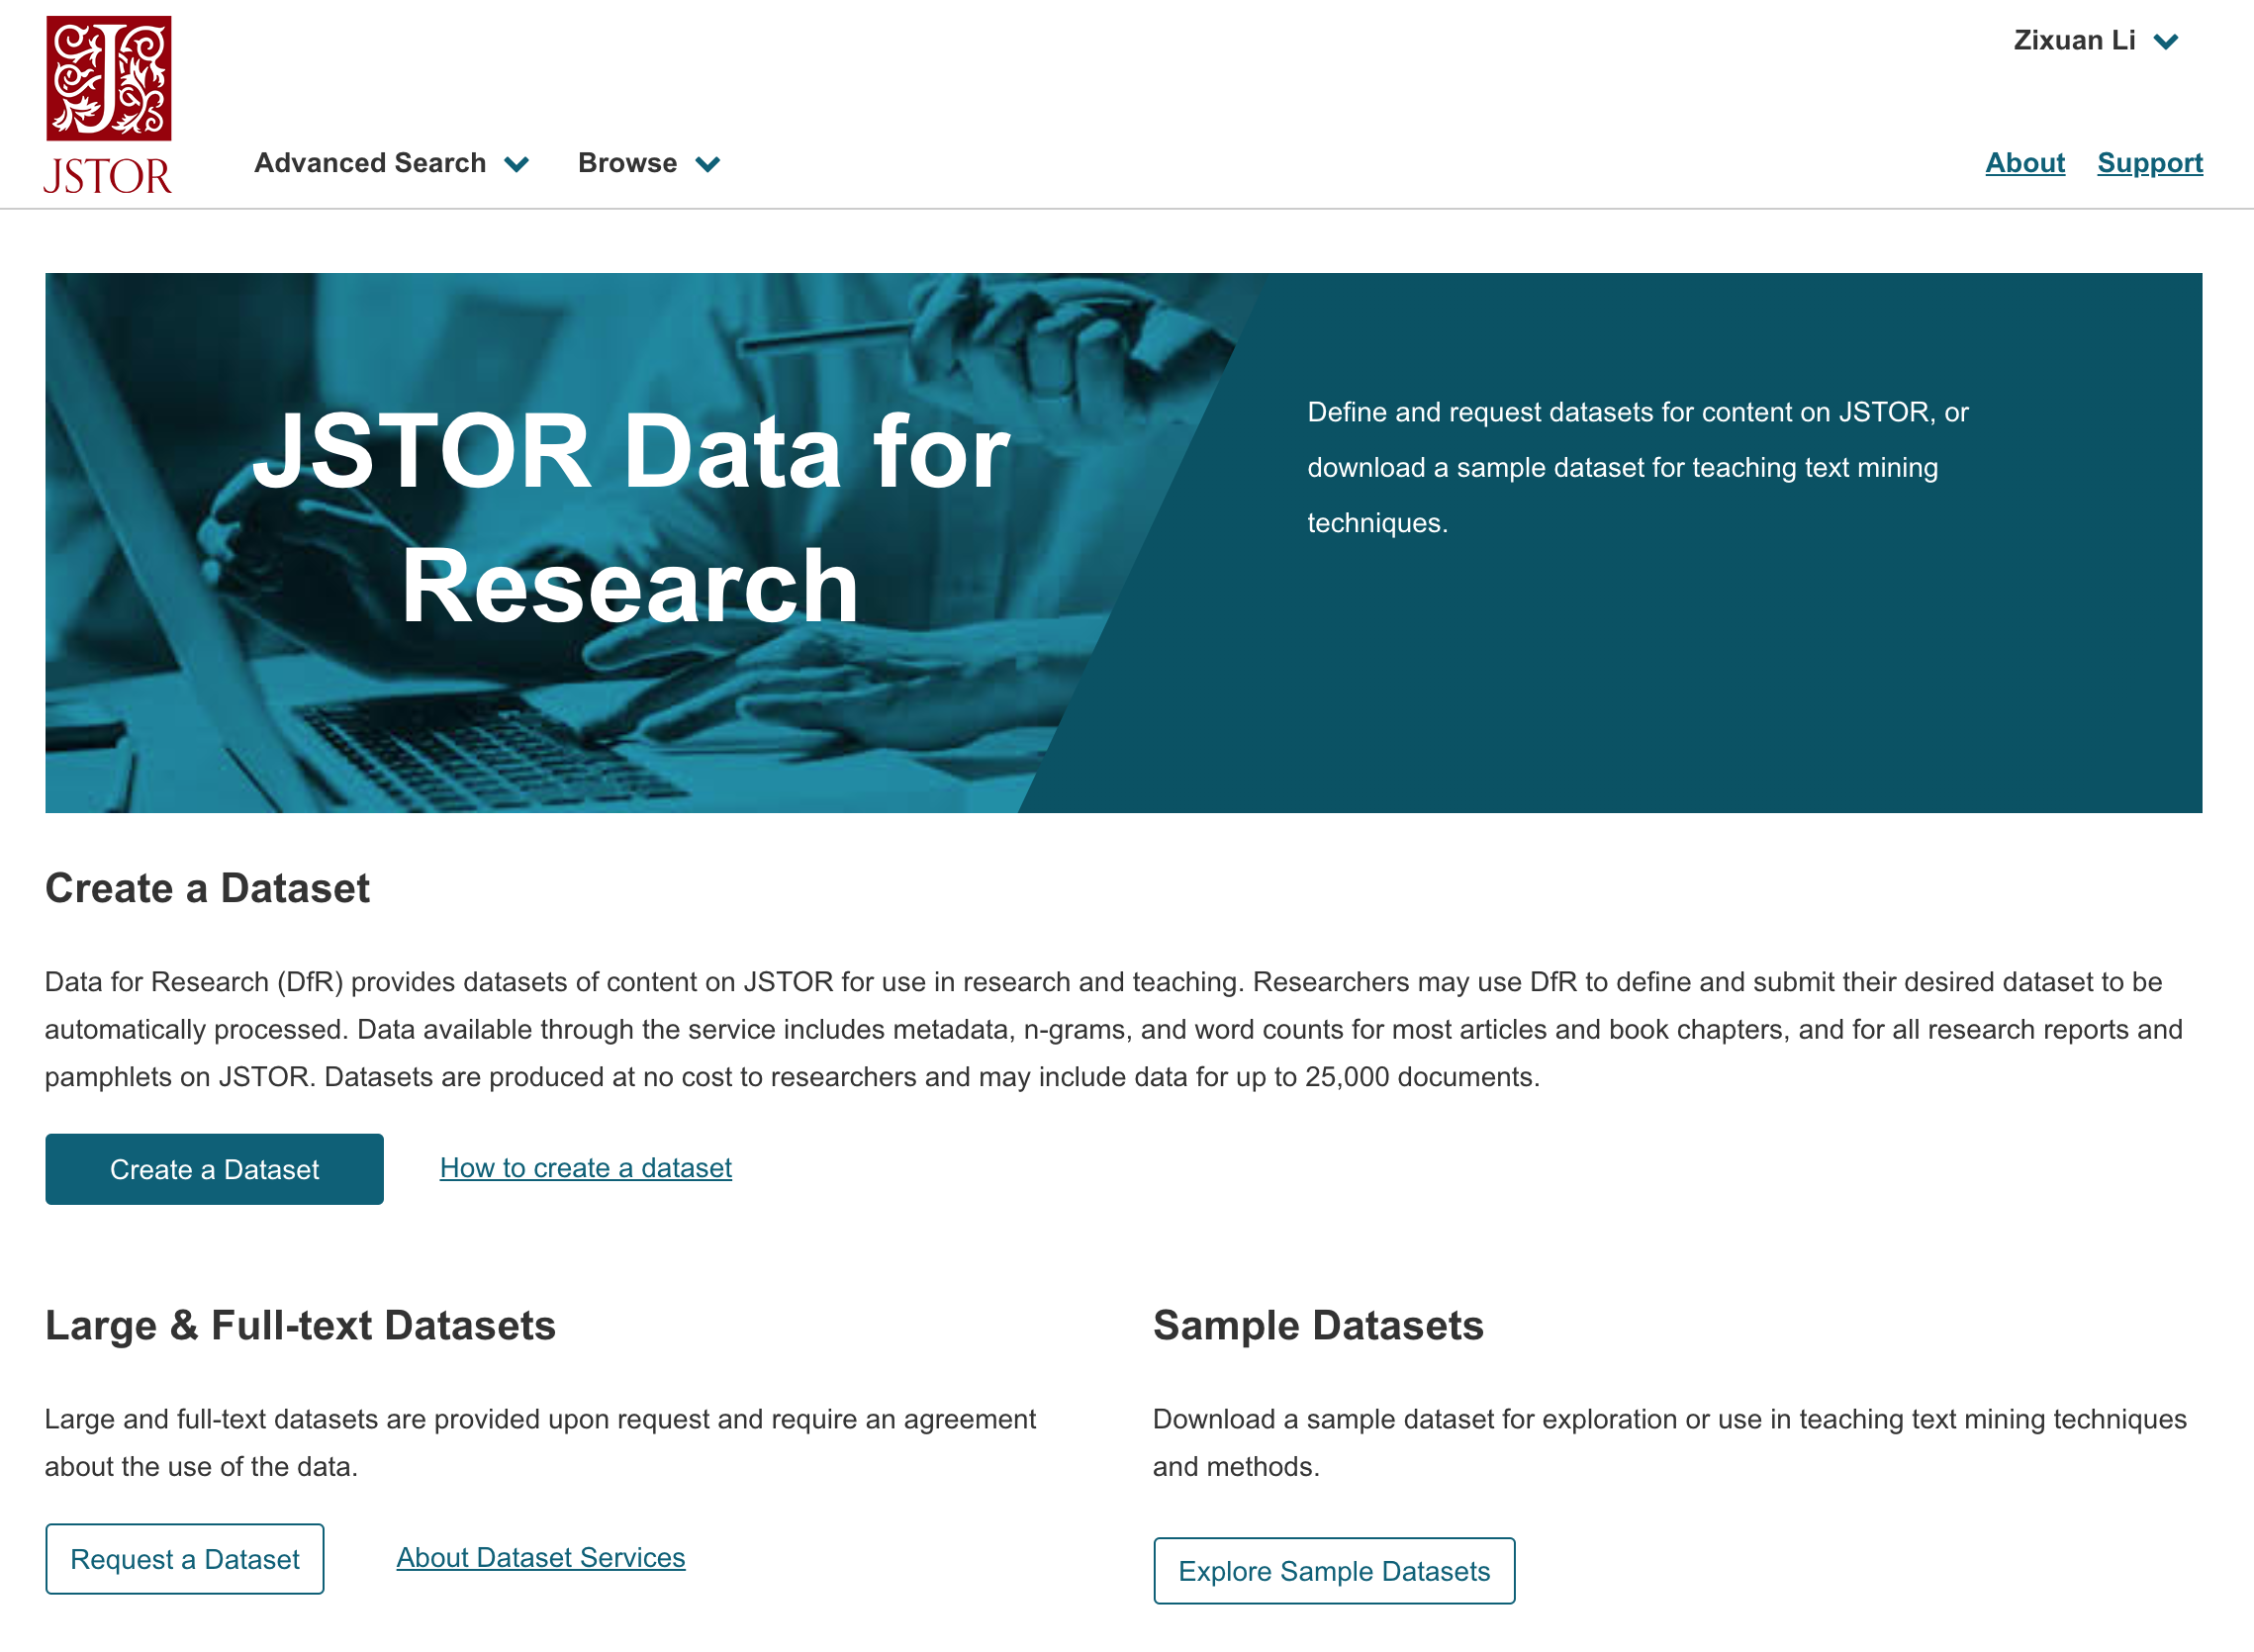 Zixuan Li
JSTOR
Advanced Search
Browse
About
Support
JSTOR Data for
Research
Define and request datasets for content on JSTOR, or
download a sample dataset for teaching text mining
techniques.
Create a Dataset
Data for Research (DfR) provides datasets of content on JSTOR for use in research and teaching. Researchers may use DfR to define and submit their desired dataset to be
automatically processed. Data available through the service includes metadata, n-grams, and word counts for most articles and book chapters, and for all research reports and
pamphlets on JSTOR. Datasets are produced at no cost to researchers and may include data for up to 25,000 documents.
Create a Dataset
How to create a dataset
Large & Full-text Datasets
Large and full-text datasets are provided upon request and require an agreement
about the use of the data.
Request a Dataset
About Dataset Services
Sample Datasets
Download a sample dataset for exploration or use in teaching text mining techniques
and methods.
Explore Sample Datasets